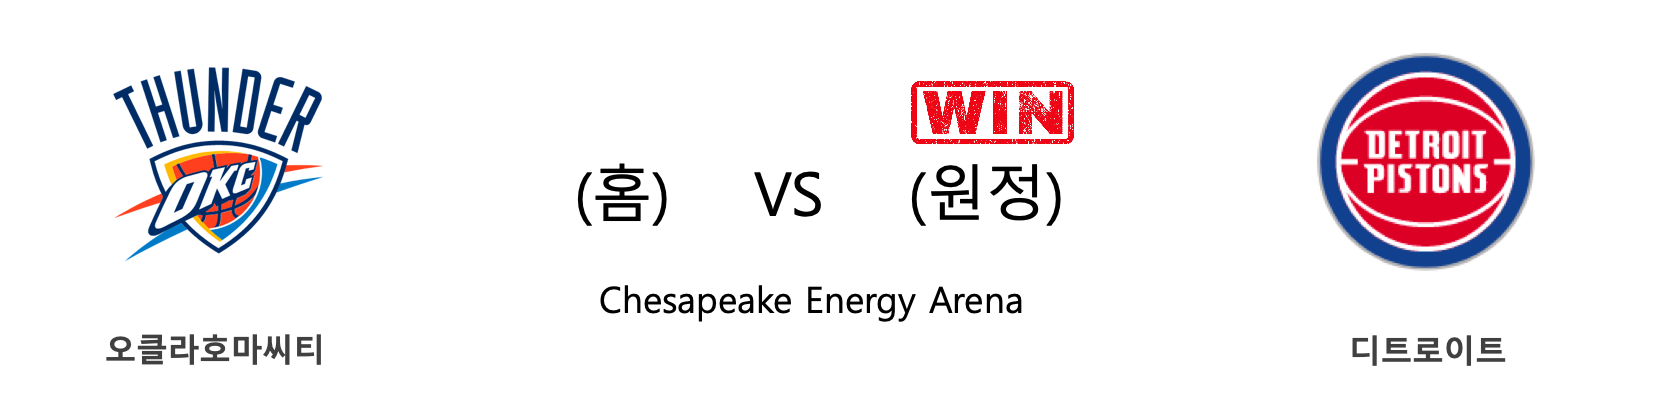 THUNDER
OKC
오클라호마씨티
WIN
(홈) VS (원정)
Chesapeake Energy Arena
DETROIT
PISTONS
디트로이트